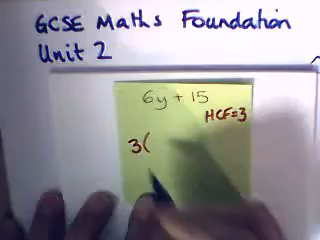 GCSE Maths Foundation
Unit 2
6y + 15
HCF=3
3(